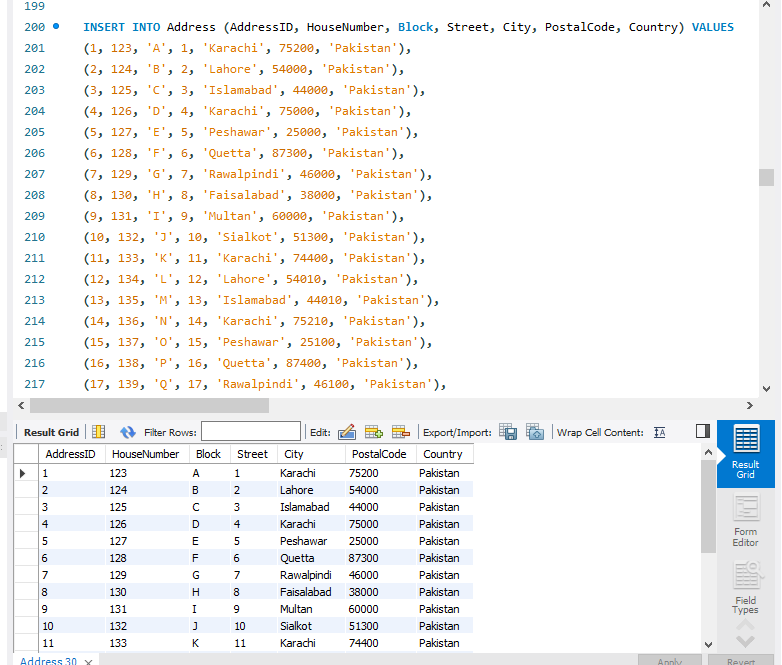 199
200 INSERT INTO Address (AddressID, HouseNumber, Block, Street, City, PostalCode, Country) VALUES
201 (1, 123, 'A', 1, 'Karachi', 75200, 'Pakistan'),
202 (2, 124, 'B', 2, 'Lahore', 54000, 'Pakistan'),
203 (3, 125, 'C', 3, 'Islamabad', 44000, 'Pakistan'),
204 (4, 126, 'D', 4, 'Karachi', 75000, 'Pakistan'),
205 (5, 127, 'E', 5, 'Peshawar', 25000, 'Pakistan'),
206 (6, 128, 'F', 6, 'Quetta', 87300, 'Pakistan'),
207 (7, 129, 'G', 7, 'Rawalpindi', 46000, 'Pakistan'),
208 (8, 130, 'H', 8, 'Faisalabad', 38000, 'Pakistan'),
209 (9, 131, 'I', 9, 'Multan', 60000, 'Pakistan'),
210 (10, 132, 'J', 10, 'Sialkot', 51300, 'Pakistan'),
211 (11, 133, 'K', 11, 'Karachi', 74400, 'Pakistan'),
212 (12, 134, 'L', 12, 'Lahore', 54010, 'Pakistan'),
213 (13, 135, 'M', 13, 'Islamabad', 44010, 'Pakistan'),
214 (14, 136, 'N', 14, 'Karachi', 75210, 'Pakistan'),
215 (15, 137, 'O', 15, 'Peshawar', 25100, 'Pakistan'),
216 (16, 138, 'P', 16, 'Quetta', 87400, 'Pakistan'),
217 (17, 139, 'Q', 17, 'Rawalpindi', 46100, 'Pakistan'),
Result Grid Filter Rows: Edit: Export/Import: Wrap Cell Content:
AddressID HouseNumber Block Street City PostalCode Country
1 123 A 1 Karachi 75200 Pakistan
2 124 B 2 Lahore 54000 Pakistan
3 125 C 3 Islamabad 44000 Pakistan
4 126 D 4 Karachi 75000 Pakistan
5 127 E 5 Peshawar 25000 Pakistan
6 128 F 6 Quetta 87300 Pakistan
7 129 G 7 Rawalpindi 46000 Pakistan
8 130 H 8 Faisalabad 38000 Pakistan
9 131 I 9 Multan 60000 Pakistan
10 132 J 10 Sialkot 51300 Pakistan
11 133 K 11 Karachi 74400 Pakistan
Result
Grid
Form
Editor
Field
Types
Address 30 Apply Revert